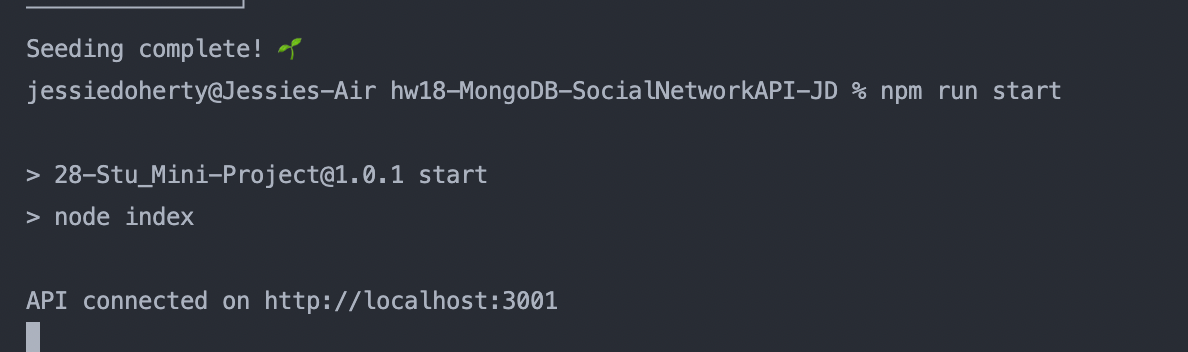 Seeding complete! 🌱
jessiedoherty@Jessies-Air hw18-MongoDB-SocialNetworkAPI-JD % npm run start
> 28-Stu_Mini-Project@1.0.1 start
> node index
API connected on http://localhost:3001